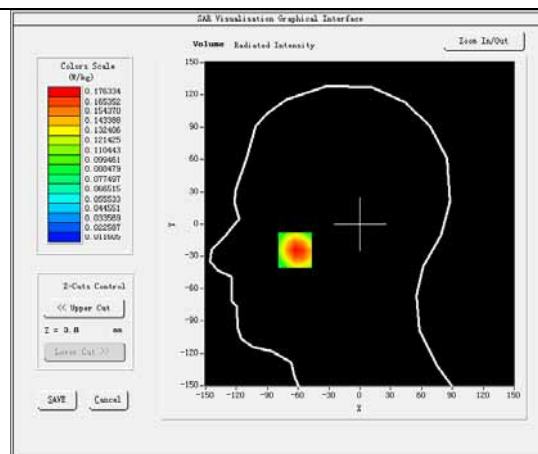 SAR Visualisation Graphical Interface
Volume Radiated Intensity
Zoom In/Out
Colors Scale
(W/kg)
0.176334
0.165352
0.154370
0.143388
0.132406
0.121425
0.110443
0.099461
0.088479
0.077497
0.066515
0.055533
0.044551
0.033569
0.022587
0.011605
Z-Cuts Control
<< Upper Cut
Z = 3.8 mm
Lower Cut >>
SAVE Cancel
150
120
90
60
30
0
-30
-60
-90
-120
-150
Y
-150 -120 -90 -60 -30 0 30 60 90 120 150
X